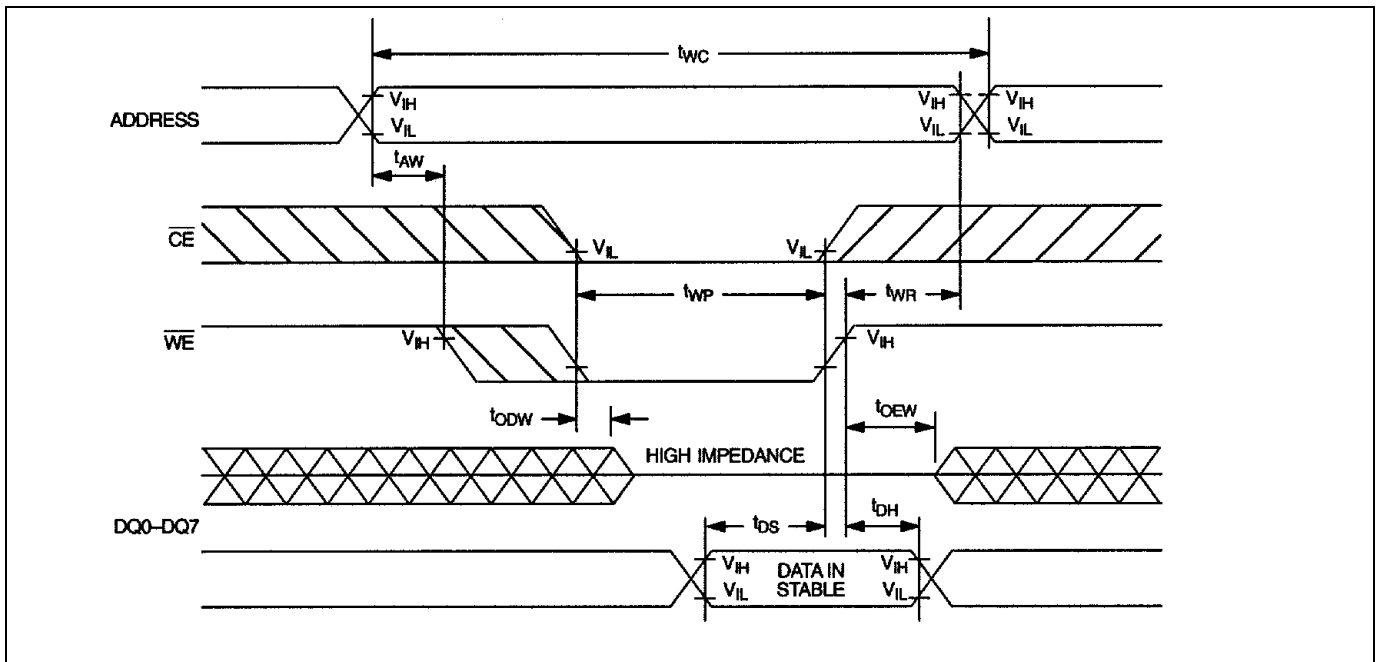 tWC
ADDRESS
VIH
VIL
VIH
VIL
VIH
VIL
tAW
CE
VIL
VIL
tWP
tWR
WE
VIH
VIH
tODW
tOEW
HIGH IMPEDANCE
DQ0–DQ7
tDS
tDH
VIH
VIL
DATA IN
STABLE
VIH
VIL